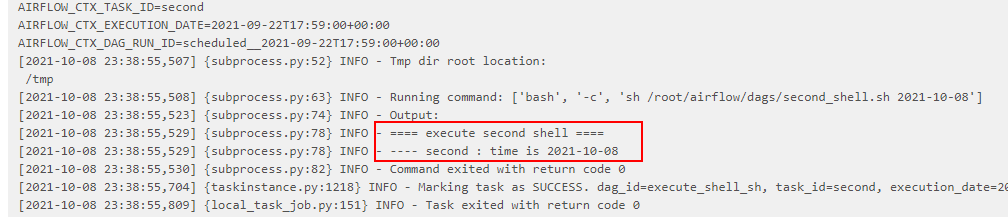 AIRFLOW_CTX_TASK_ID=second
AIRFLOW_CTX_EXECUTION_DATE=2021-09-22T17:59:00+00:00
AIRFLOW_CTX_DAG_RUN_ID=scheduled__2021-09-22T17:59:00+00:00
[2021-10-08 23:38:55,507] {subprocess.py:52} INFO - Tmp dir root location:
 /tmp
[2021-10-08 23:38:55,508] {subprocess.py:63} INFO - Running command: ['bash', '-c', 'sh /root/airflow/dags/second_shell.sh 2021-10-08']
[2021-10-08 23:38:55,523] {subprocess.py:74} INFO - Output:
[2021-10-08 23:38:55,529] {subprocess.py:78} INFO - ==== execute second shell ====
[2021-10-08 23:38:55,529] {subprocess.py:78} INFO - ---- second : time is 2021-10-08
[2021-10-08 23:38:55,530] {subprocess.py:82} INFO - Command exited with return code 0
[2021-10-08 23:38:55,704] {taskinstance.py:1218} INFO - Marking task as SUCCESS. dag_id=execute_shell_sh, task_id=second, execution_date=20
[2021-10-08 23:38:55,809] {local_task_job.py:151} INFO - Task exited with return code 0